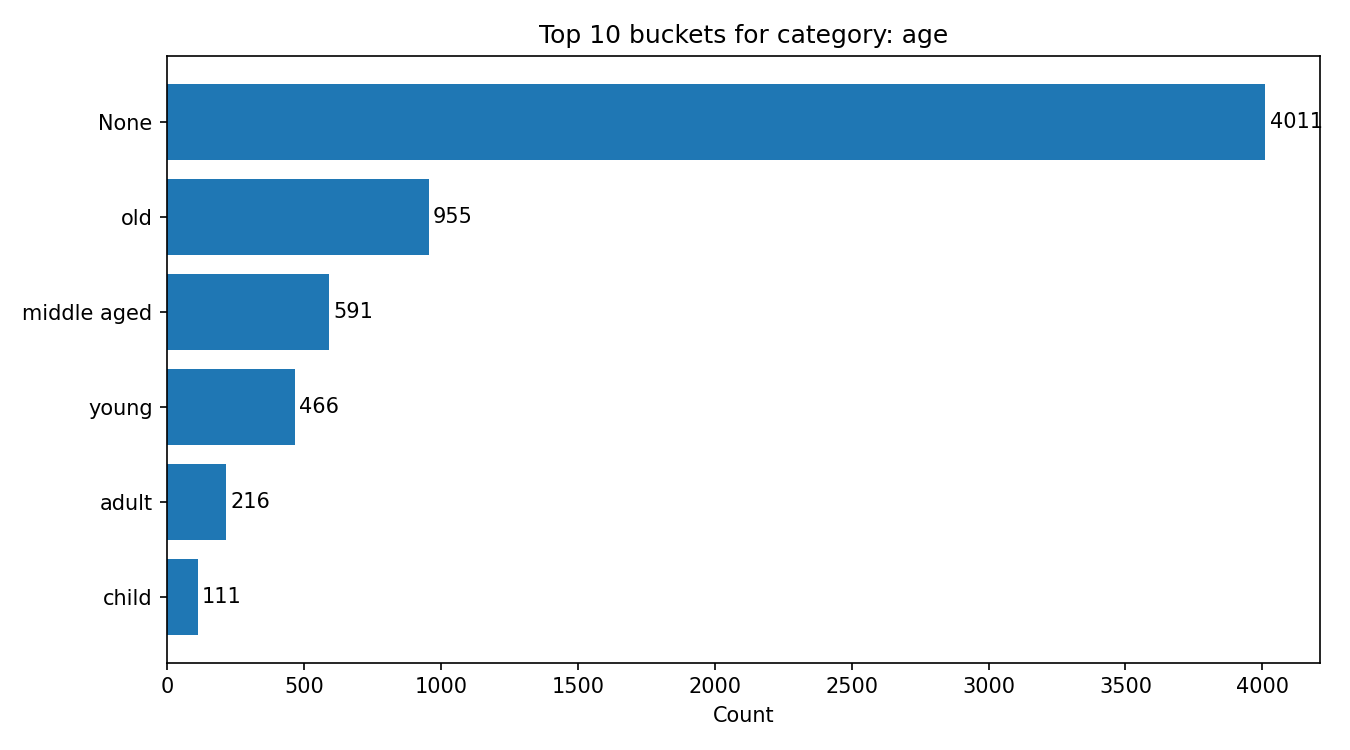 Top 10 buckets for category: age
None
4011
old
955
middle aged
591
young
466
adult
216
child
111
0 500 1000 1500 2000 2500 3000 3500 4000
Count